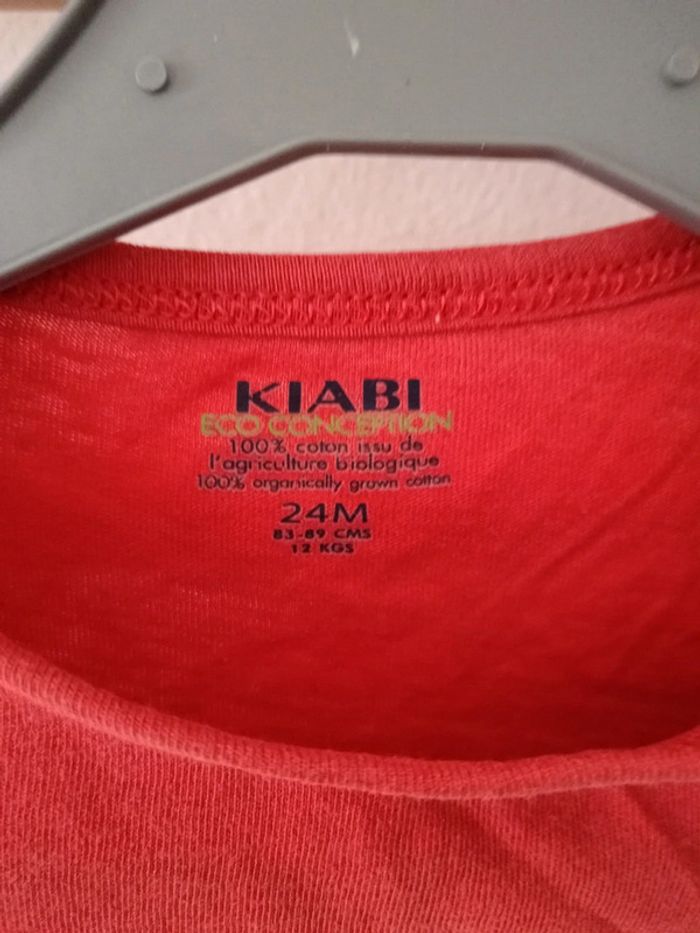 KIABI
ECO CONCEPTION
100% coton issu de
l'agriculture biologique
100% organically grown cotton
24M
83-89 CMS
12 KGS